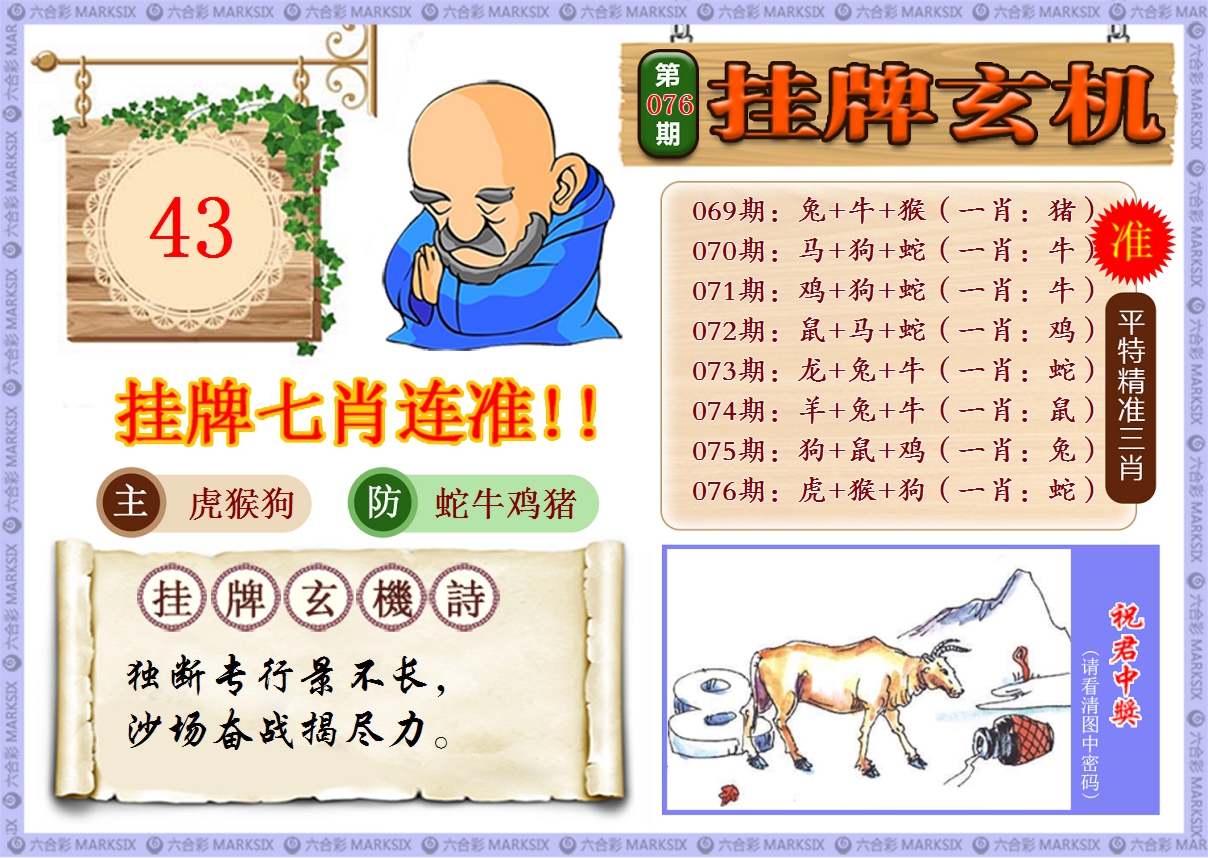 六合彩 MARKSIX
第
076
期
挂牌玄机
43
挂牌七肖连准!!
主 虎猴狗
防 蛇牛鸡猪
挂牌玄機詩
独断专行景不长，
沙场奋战揭尽力。
069期：兔+牛+猴（一肖：猪）
070期：马+狗+蛇（一肖：牛）
071期：鸡+狗+蛇（一肖：牛）
072期：鼠+马+蛇（一肖：鸡）
073期：龙+兔+牛（一肖：蛇）
074期：羊+兔+牛（一肖：鼠）
075期：狗+鼠+鸡（一肖：兔）
076期：虎+猴+狗（一肖：蛇）
准
平特精准三肖
祝君中獎
（请看清图中密码）